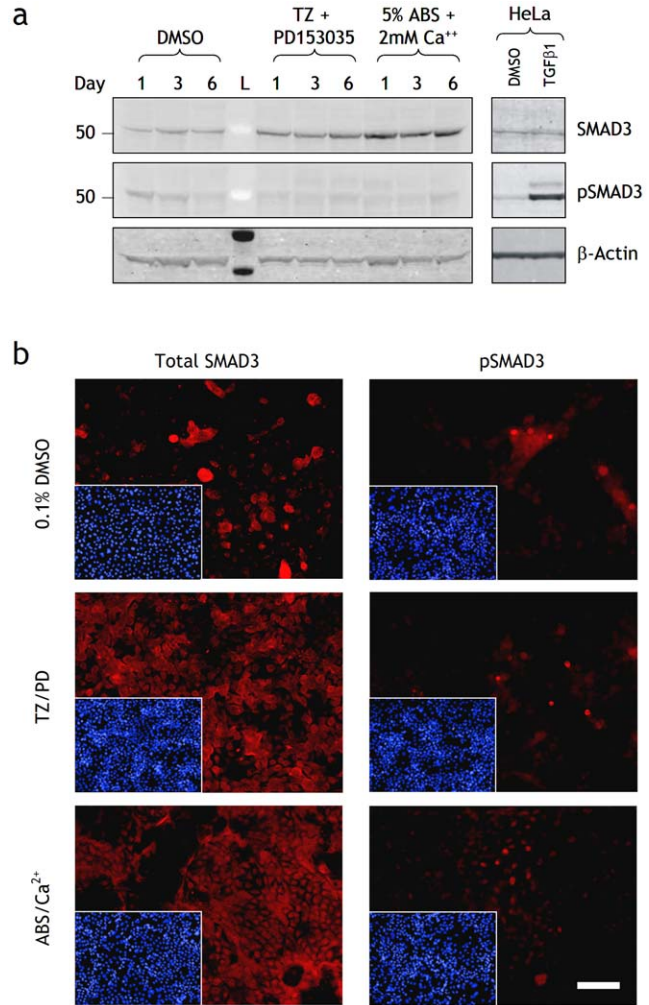 a
TZ + PD153035
5% ABS + 2mM Ca⁺⁺
HeLa
DMSO
DMSO
TGFβ1
Day 1 3 6 L 1 3 6 1 3 6
50
SMAD3
50
pSMAD3
β-Actin
b
Total SMAD3
pSMAD3
0.1% DMSO
TZ/PD
ABS/Ca²⁺